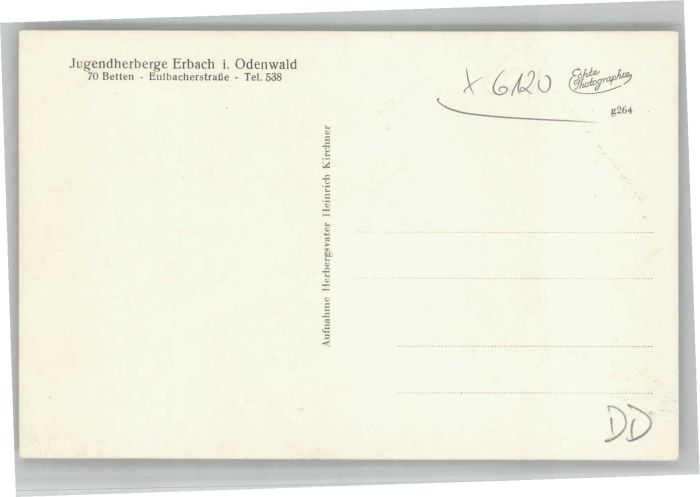 Jugendherberge Erbach i. Odenwald
70 Betten - Eulbacherstraße - Tel. 538
Aufnahme Herbergsvater Heinrich Kirchner
x 6120
Echte
Photographie
g264
DD